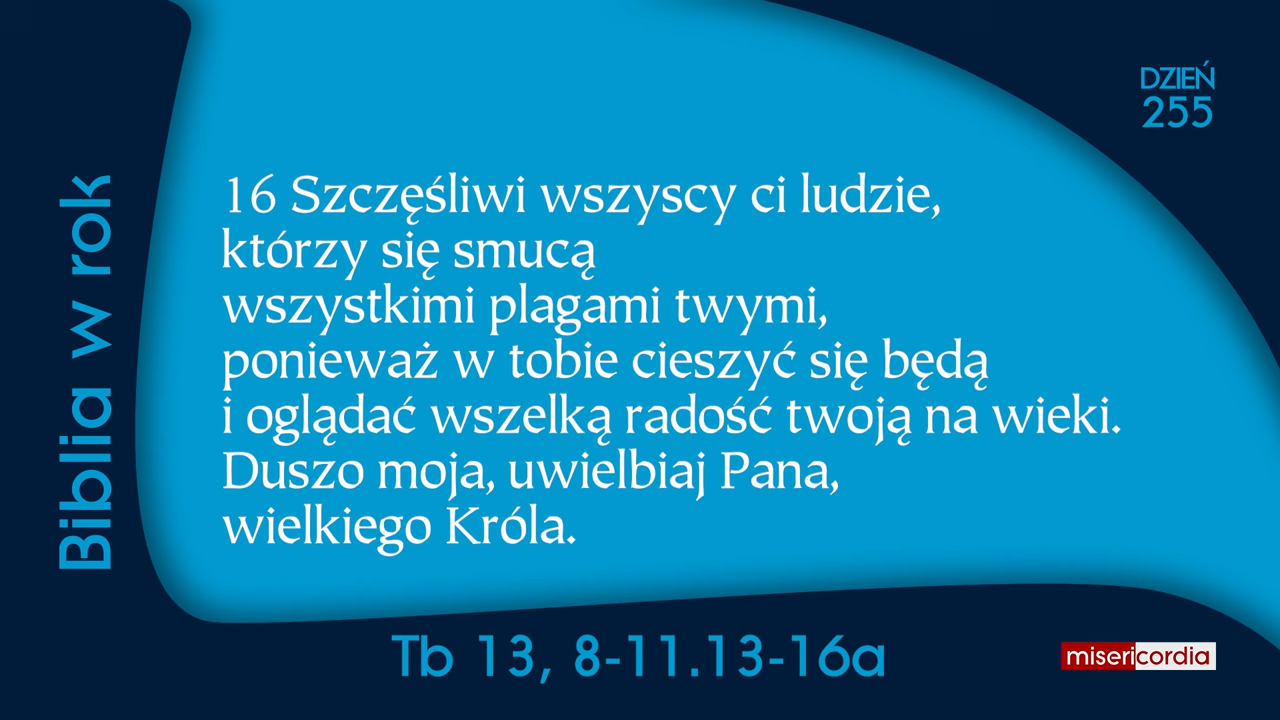 DZIEŃ
255
Biblia w rok
16 Szczęśliwi wszyscy ci ludzie,
którzy się smucą
wszystkimi plagami twymi,
ponieważ w tobie cieszyć się będą
i oglądać wszelką radość twoją na wieki.
Duszo moja, uwielbiaj Pana,
wielkiego Króla.
Tb 13, 8-11.13-16a
misericordia